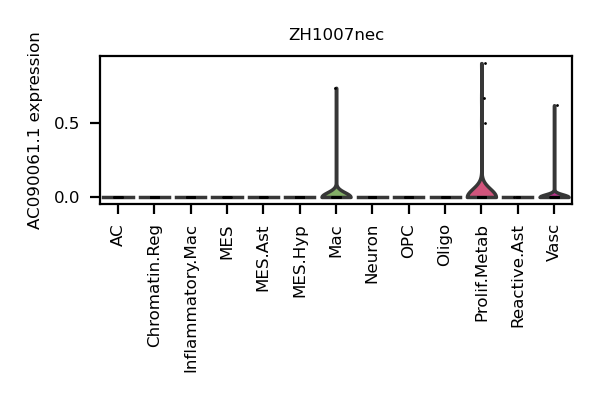 ZH1007nec
AC090061.1 expression
0.5
0.0
AC
Chromatin.Reg
Inflammatory.Mac
MES
MES.Ast
MES.Hyp
Mac
Neuron
OPC
Oligo
Prolif.Metab
Reactive.Ast
Vasc